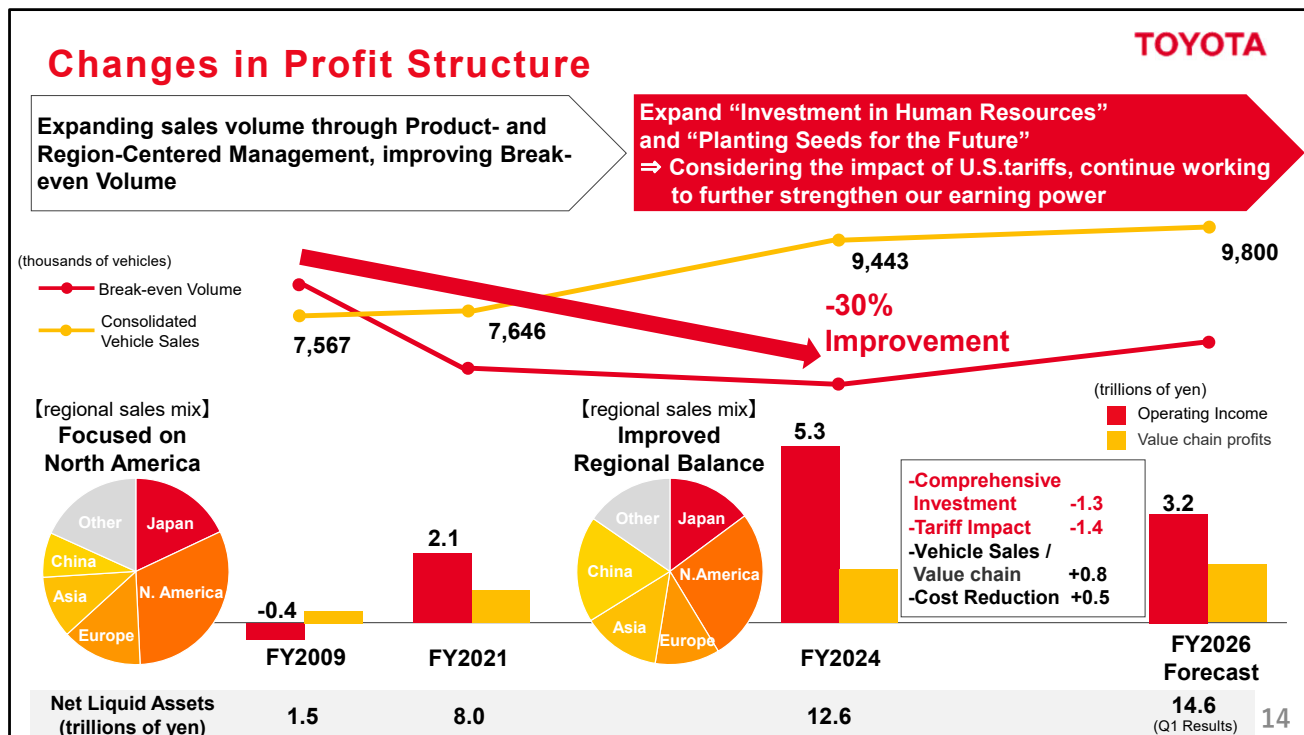 Changes in Profit Structure
TOYOTA
Expanding sales volume through Product- and
Region-Centered Management, improving Break-
even Volume
Expand “Investment in Human Resources”
and “Planting Seeds for the Future”
⇒ Considering the impact of U.S.tariffs, continue working
to further strengthen our earning power
(thousands of vehicles)
Break-even Volume
Consolidated
Vehicle Sales
7,567
7,646
9,443
9,800
-30%
Improvement
【regional sales mix】
Focused on
North America
Other
Japan
China
Asia
N. America
Europe
-0.4
2.1
【regional sales mix】
Improved
Regional Balance
Other
Japan
China
N.America
Asia
Europe
5.3
(trillions of yen)
Operating Income
Value chain profits
-Comprehensive
Investment -1.3
-Tariff Impact -1.4
-Vehicle Sales /
Value chain +0.8
-Cost Reduction +0.5
3.2
FY2009
FY2021
FY2024
FY2026
Forecast
Net Liquid Assets
(trillions of yen)
1.5
8.0
12.6
14.6
(Q1 Results)
14